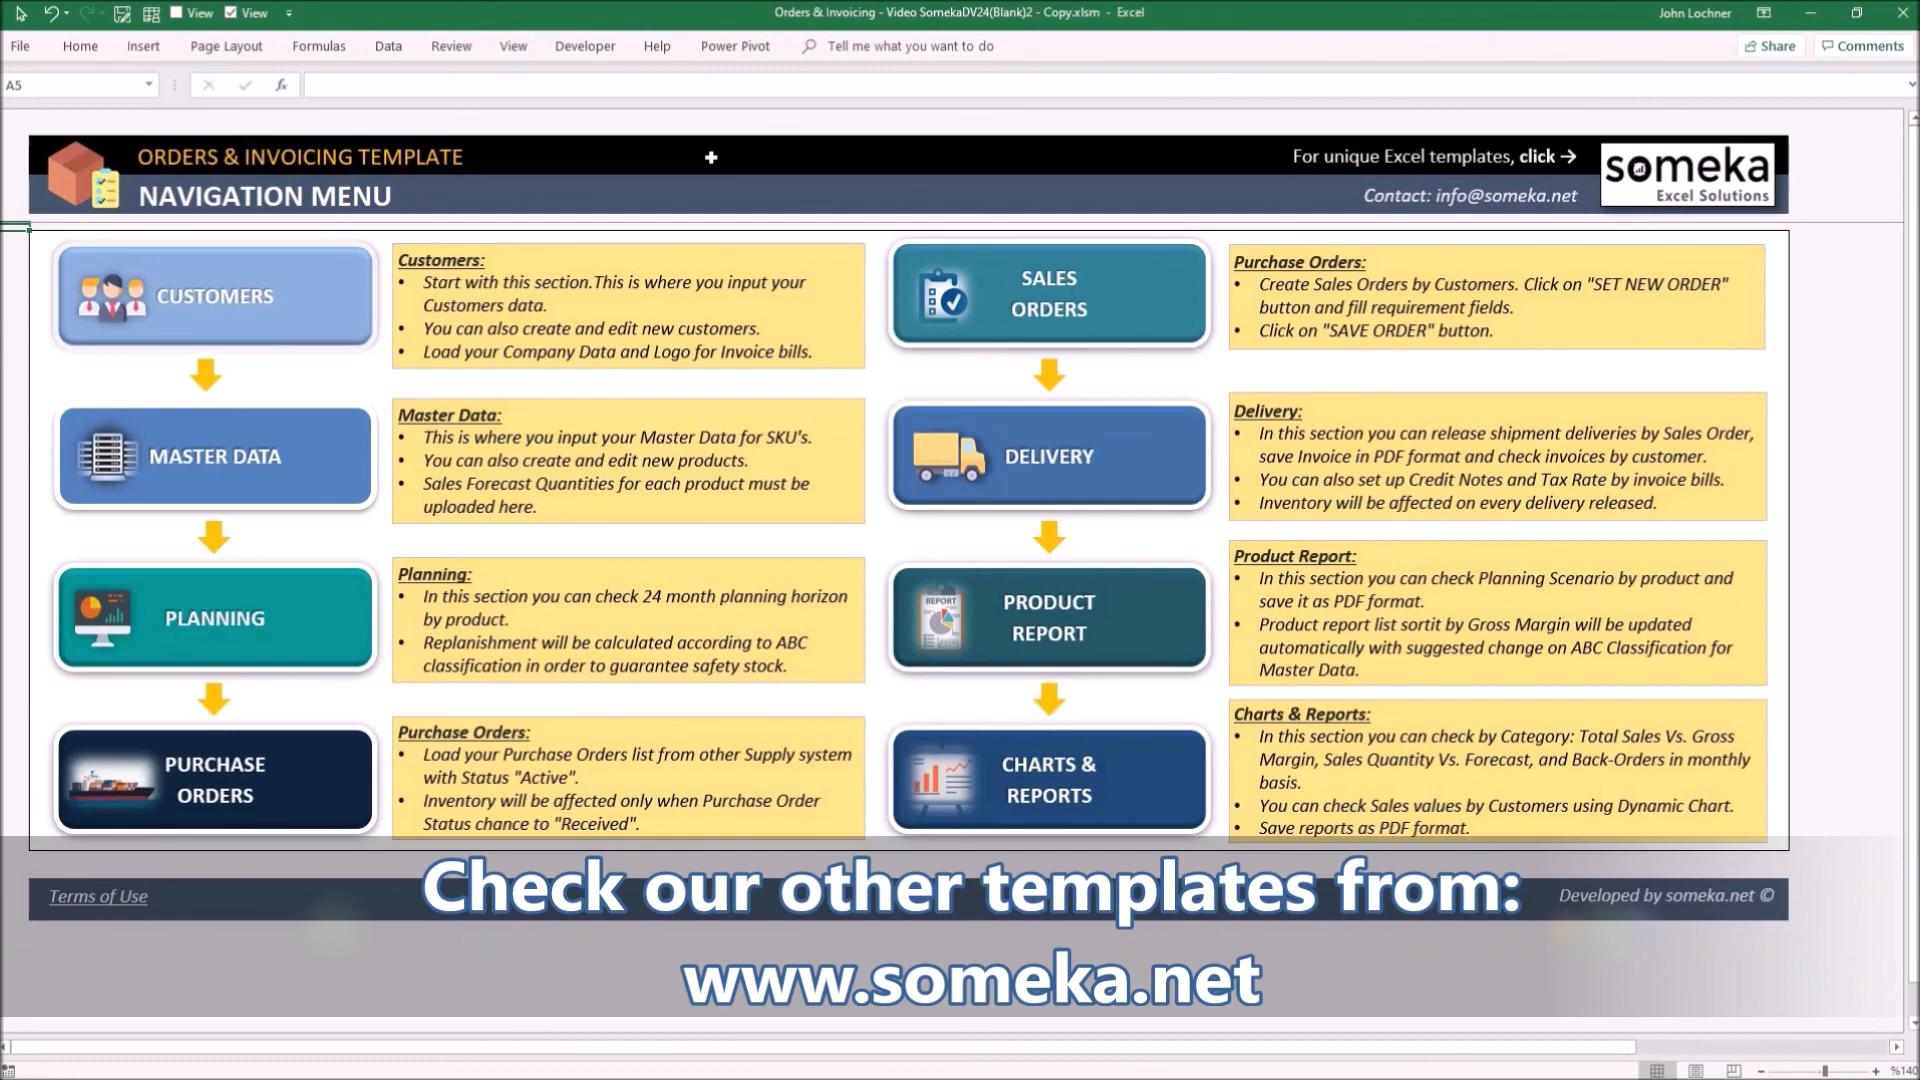 View View
Orders & Invoicing - Video SomekaDV24(Blank)2 - Copy.xlsm - Excel
John Lochner
File Home Insert Page Layout Formulas Data Review View Developer Help Power Pivot Tell me what you want to do
Share Comments
A5
fx
ORDERS & INVOICING TEMPLATE
NAVIGATION MENU
For unique Excel templates, click →
Contact: info@someka.net
someka
Excel Solutions
CUSTOMERS
Customers:
• Start with this section.This is where you input your
Customers data.
• You can also create and edit new customers.
• Load your Company Data and Logo for Invoice bills.
MASTER DATA
Master Data:
• This is where you input your Master Data for SKU's.
• You can also create and edit new products.
• Sales Forecast Quantities for each product must be
uploaded here.
PLANNING
Planning:
• In this section you can check 24 month planning horizon
by product.
• Replanishment will be calculated according to ABC
classification in order to guarantee safety stock.
PURCHASE
ORDERS
Purchase Orders:
• Load your Purchase Orders list from other Supply system
with Status "Active".
• Inventory will be affected only when Purchase Order
Status chance to "Received".
SALES
ORDERS
Purchase Orders:
• Create Sales Orders by Customers. Click on "SET NEW ORDER"
button and fill requirement fields.
• Click on "SAVE ORDER" button.
DELIVERY
Delivery:
• In this section you can release shipment deliveries by Sales Order,
save Invoice in PDF format and check invoices by customer.
• You can also set up Credit Notes and Tax Rate by invoice bills.
• Inventory will be affected on every delivery released.
REPORT
PRODUCT
REPORT
Product Report:
• In this section you can check Planning Scenario by product and
save it as PDF format.
• Product report list sortit by Gross Margin will be updated
automatically with suggested change on ABC Classification for
Master Data.
CHARTS &
REPORTS
Charts & Reports:
• In this section you can check by Category: Total Sales Vs. Gross
Margin, Sales Quantity Vs. Forecast, and Back-Orders in monthly
basis.
• You can check Sales values by Customers using Dynamic Chart.
• Save reports as PDF format.
Terms of Use
Check our other templates from:
Developed by someka.net ©
www.someka.net
%140